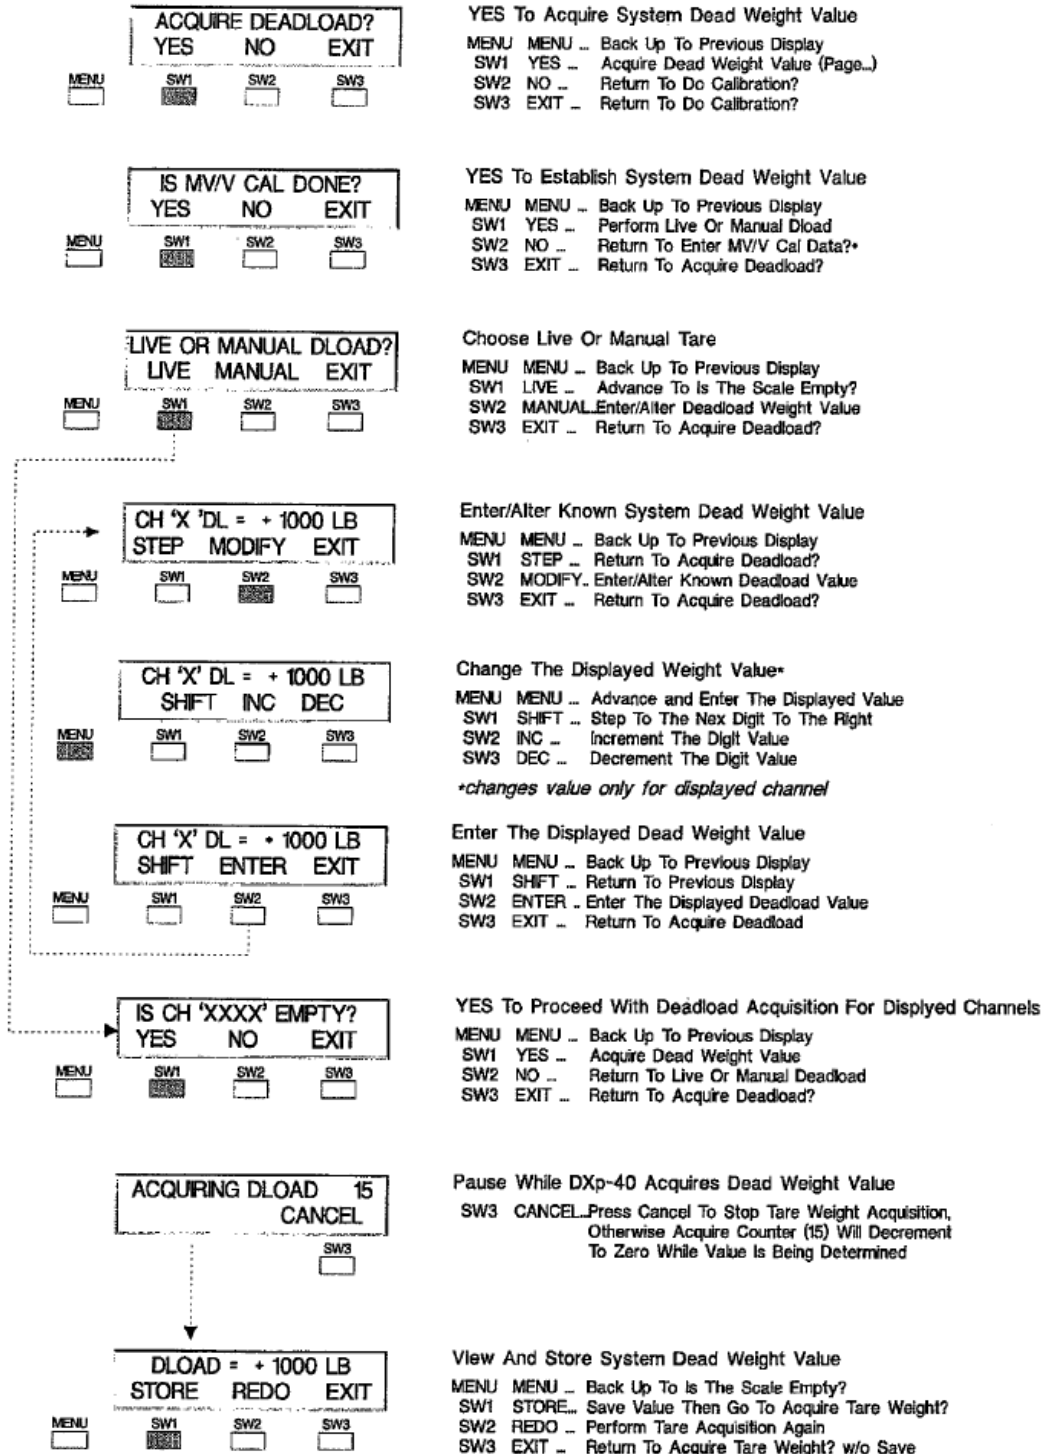 ACQUIRE DEADLOAD?
YES NO EXIT
MENU SW1 SW2 SW3
YES To Acquire System Dead Weight Value
MENU MENU ... Back Up To Previous Display
SW1 YES ... Acquire Dead Weight Value (Page...)
SW2 NO ... Return To Do Calibration?
SW3 EXIT ... Return To Do Calibration?
IS MV/V CAL DONE?
YES NO EXIT
MENU SW1 SW2 SW3
YES To Establish System Dead Weight Value
MENU MENU ... Back Up To Previous Display
SW1 YES ... Perform Live Or Manual Dload
SW2 NO ... Return To Enter MV/V Cal Data?*
SW3 EXIT ... Return To Acquire Deadload?
LIVE OR MANUAL DLOAD?
LIVE MANUAL EXIT
MENU SW1 SW2 SW3
Choose Live Or Manual Tare
MENU MENU ... Back Up To Previous Display
SW1 LIVE ... Advance To Is The Scale Empty?
SW2 MANUAL..Enter/Alter Deadload Weight Value
SW3 EXIT ... Return To Acquire Deadload?
CH 'X 'DL = + 1000 LB
STEP MODIFY EXIT
MENU SW1 SW2 SW3
Enter/Alter Known System Dead Weight Value
MENU MENU ... Back Up To Previous Display
SW1 STEP ... Return To Acquire Deadload?
SW2 MODIFY.. Enter/Alter Known Deadload Value
SW3 EXIT ... Return To Acquire Deadload?
CH 'X' DL = + 1000 LB
SHIFT INC DEC
MENU SW1 SW2 SW3
Change The Displayed Weight Value*
MENU MENU ... Advance and Enter The Displayed Value
SW1 SHIFT ... Step To The Nex Digit To The Right
SW2 INC ... Increment The Digit Value
SW3 DEC ... Decrement The Digit Value
*changes value only for displayed channel
CH 'X' DL = + 1000 LB
SHIFT ENTER EXIT
MENU SW1 SW2 SW3
Enter The Displayed Dead Weight Value
MENU MENU ... Back Up To Previous Display
SW1 SHIFT ... Return To Previous Display
SW2 ENTER .. Enter The Displayed Deadload Value
SW3 EXIT ... Return To Acquire Deadload
IS CH 'XXXX' EMPTY?
YES NO EXIT
MENU SW1 SW2 SW3
YES To Proceed With Deadload Acquisition For Displyed Channels
MENU MENU ... Back Up To Previous Display
SW1 YES ... Acquire Dead Weight Value
SW2 NO ... Return To Live Or Manual Deadload
SW3 EXIT ... Return To Acquire Deadload?
ACQUIRING DLOAD 15
CANCEL
SW3
Pause While DXp-40 Acquires Dead Weight Value
SW3 CANCEL..Press Cancel To Stop Tare Weight Acquisition,
Otherwise Acquire Counter (15) Will Decrement
To Zero While Value Is Being Determined
DLOAD = + 1000 LB
STORE REDO EXIT
MENU SW1 SW2 SW3
View And Store System Dead Weight Value
MENU MENU ... Back Up To Is The Scale Empty?
SW1 STORE... Save Value Then Go To Acquire Tare Weight?
SW2 REDO ... Perform Tare Acquisition Again
SW3 EXIT ... Return To Acquire Tare Weight? w/o Save